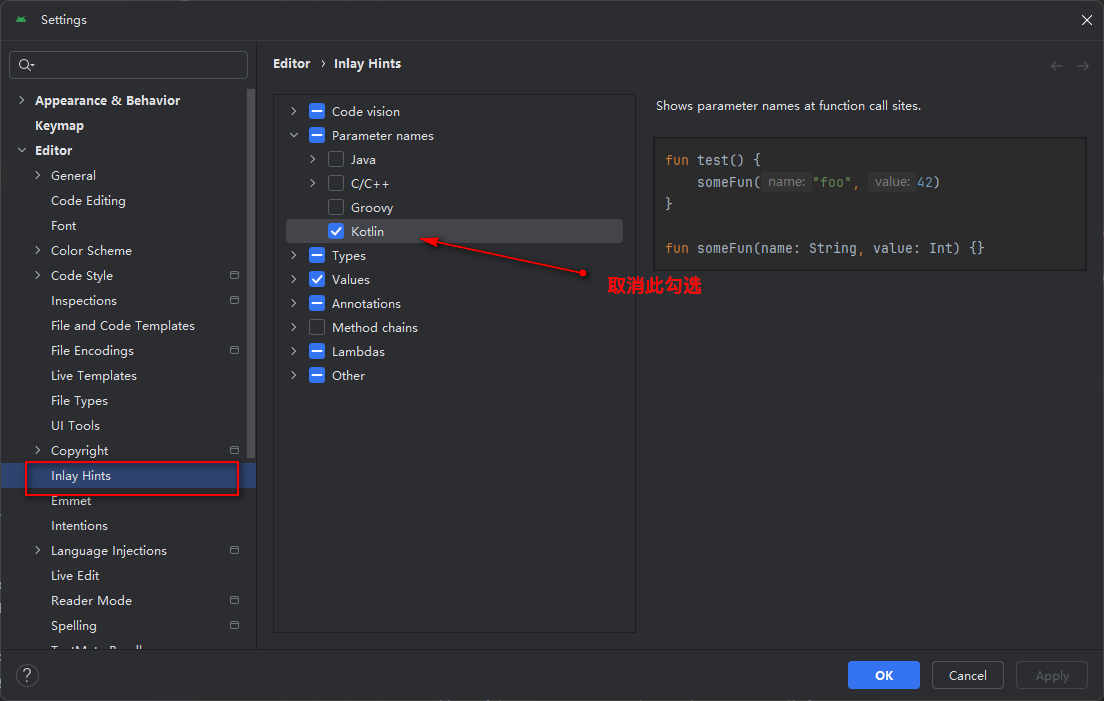 Settings
Appearance & Behavior
Keymap
Editor
General
Code Editing
Font
Color Scheme
Code Style
Inspections
File and Code Templates
File Encodings
Live Templates
File Types
UI Tools
Copyright
Inlay Hints
Emmet
Intentions
Language Injections
Live Edit
Reader Mode
Spelling
Editor › Inlay Hints
Code vision
Parameter names
Java
C/C++
Groovy
Kotlin
Types
Values
Annotations
Method chains
Lambdas
Other
取消此勾选
Shows parameter names at function call sites.
fun test() {
someFun( name: "foo", value: 42)
}
fun someFun(name: String, value: Int) {}
?
OK
Cancel
Apply